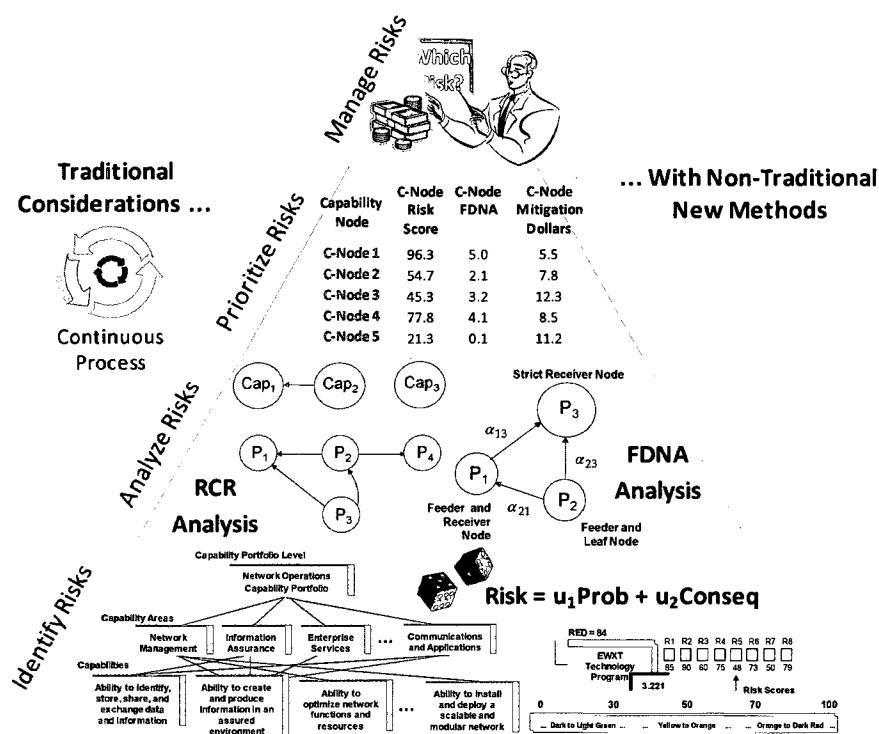 Manage Risks
Which
Risk?
Traditional
Considerations ...
Continuous
Process
... With Non-Traditional
New Methods
Prioritize Risks
Capability
Node
C-Node
Risk
Score
C-Node
FDNA
C-Node
Mitigation
Dollars
C-Node 1 96.3 5.0 5.5
C-Node 2 54.7 2.1 7.8
C-Node 3 45.3 3.2 12.3
C-Node 4 77.8 4.1 8.5
C-Node 5 21.3 0.1 11.2
Analyze Risks
Cap1 Cap2 Cap3
P1 P2 P4
P3
RCR
Analysis
Strict Receiver Node
P3
α13
α23
P1
P2
α21
Feeder and
Receiver
Node
Feeder and
Leaf Node
FDNA
Analysis
Identify Risks
Capability Portfolio Level
Network Operations
Capability Portfolio
Capability Areas
Network
Management
Information
Assurance
Enterprise
Services
...
Communications
and Applications
Capabilities
Ability to identify,
store, share, and
exchange data
and information
Ability to create
and produce
information in an
assured
environment
Ability to
optimize network
functions and
resources
Ability to install
and deploy a
scalable and
modular network
Risk = u1Prob + u2Conseq
RED = 84
EWXT
Technology
Program
3.221
R1 R2 R3 R4 R5 R6 R7 R8
85 90 60 75 48 73 50 79
Risk Scores
0 30 70 100
... Dark to Light Green ... Yellow to Orange ... Orange to Dark Red ...